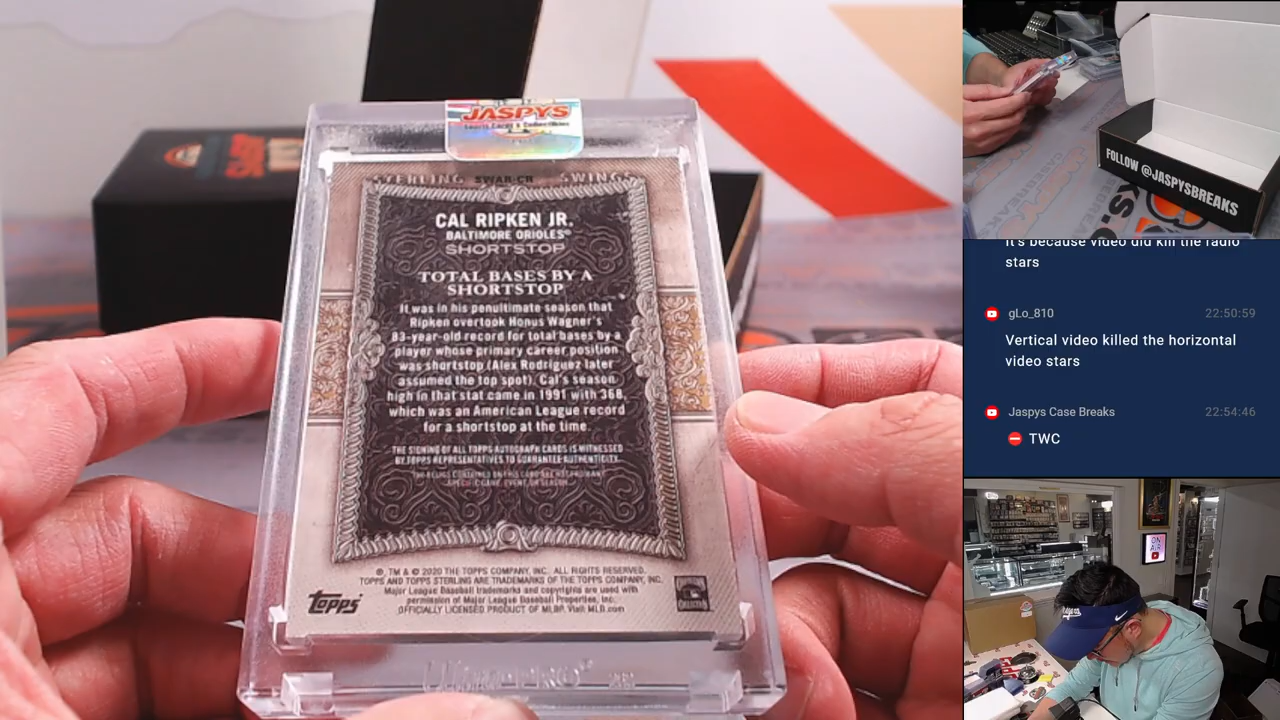 JASPYS
Sports Cards & Collectibles
STERLING SWAR-CR SWINGS
CAL RIPKEN JR.
BALTIMORE ORIOLES®
SHORTSTOP
TOTAL BASES BY A
SHORTSTOP
It was in his penultimate season that
Ripken overtook Honus Wagner's
83-year-old record for total bases by a
player whose primary career position
was shortstop (Alex Rodriguez later
assumed the top spot). Cal's season
high in that stat came in 1991 with 368,
which was an American League record
for a shortstop at the time.
THE SIGNING OF ALL TOPPS AUTOGRAPH CARDS IS WITNESSED
BY TOPPS REPRESENTATIVES TO GUARANTEE AUTHENTICITY.
®, TM & © 2020 THE TOPPS COMPANY, INC. ALL RIGHTS RESERVED.
TOPPS AND TOPPS STERLING ARE TRADEMARKS OF THE TOPPS COMPANY, INC.
Major League Baseball trademarks and copyrights are used with
permission of Major League Baseball Properties, Inc.
OFFICIALLY LICENSED PRODUCT OF MLBP. Visit MLB.com
Topps
FOLLOW @JASPYSBREAKS
It's because video did kill the radio
stars
gLo_810 22:50:59
Vertical video killed the horizontal
video stars
Jaspys Case Breaks 22:54:46
TWC
ON
AIR